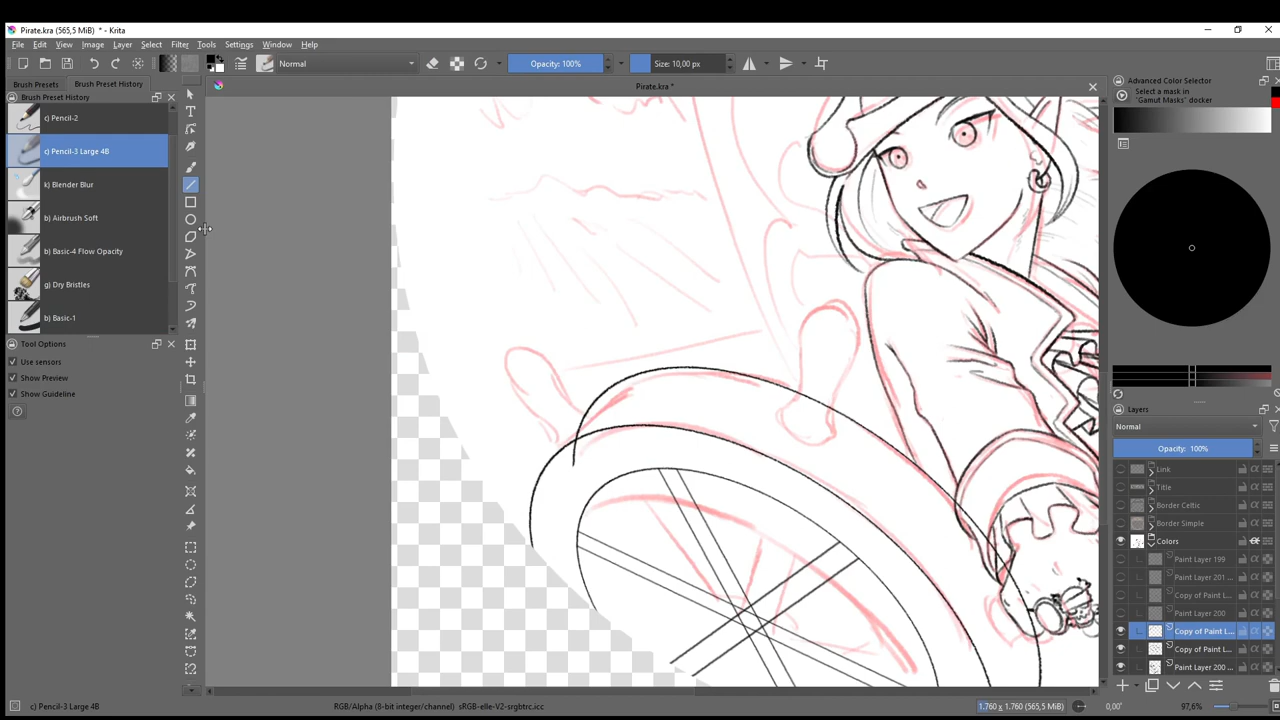 Pirate.kra (565,5 MiB) * - Krita
File Edit View Image Layer Select Filter Tools Settings Window Help
Normal
Opacity: 100%
Size: 10,00 px
Brush Presets
Brush Preset History
Pirate.kra *
Brush Preset History
c) Pencil-2
c) Pencil-3 Large 4B
k) Blender Blur
b) Airbrush Soft
b) Basic-4 Flow Opacity
g) Dry Bristles
b) Basic-1
Tool Options
Use sensors
Show Preview
Show Guideline
Advanced Color Selector
Select a mask in
'Gamut Masks' docker
Layers
Normal
Opacity: 100%
Link
Title
Border Celtic
Border Simple
Colors
Paint Layer 199
Paint Layer 201 ...
Copy of Paint L...
Paint Layer 200
Copy of Paint L...
Copy of Paint L...
Paint Layer 200 ...
c) Pencil-3 Large 4B
RGB/Alpha (8-bit integer/channel) sRGB-elle-V2-srgbtrc.icc
1.760 x 1.760 (565,5 MiB)
0,00°
97,6%